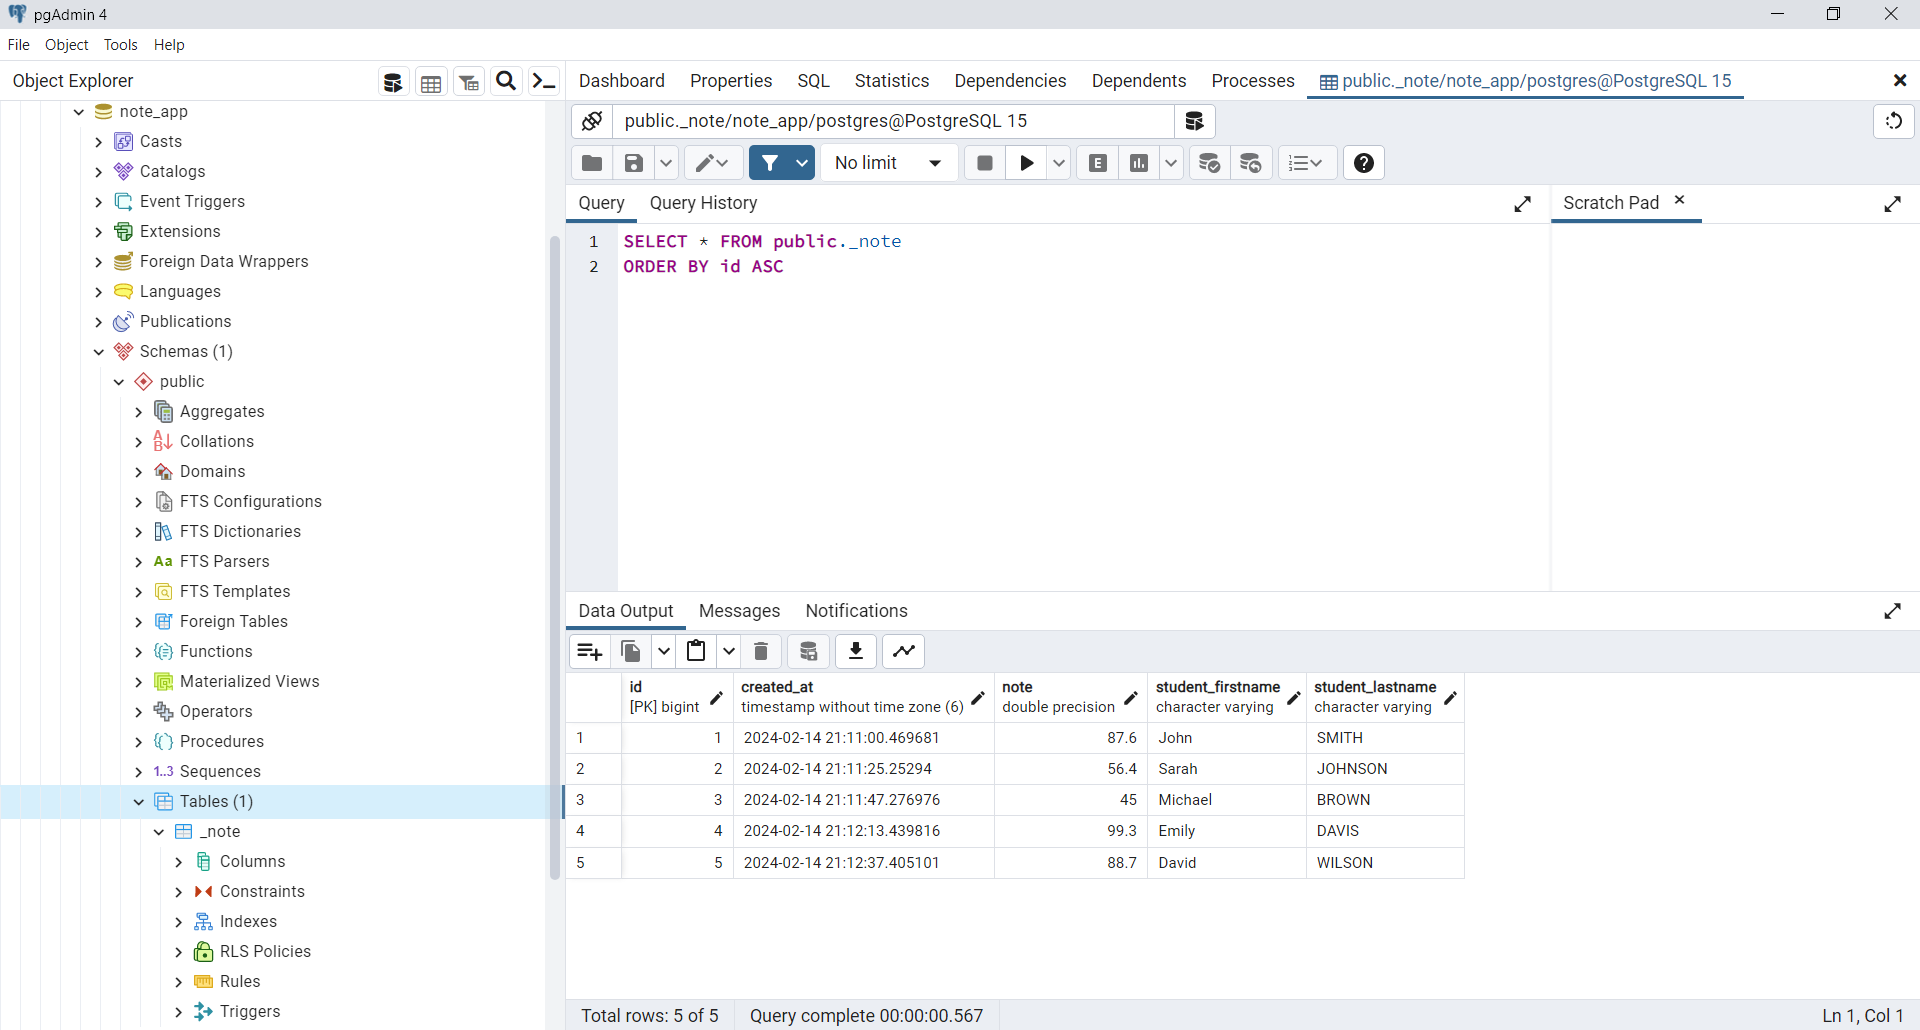 pgAdmin 4
File Object Tools Help
Object Explorer
note_app
Casts
Catalogs
Event Triggers
Extensions
Foreign Data Wrappers
Languages
Publications
Schemas (1)
public
Aggregates
Collations
Domains
FTS Configurations
FTS Dictionaries
Aa FTS Parsers
FTS Templates
Foreign Tables
Functions
Materialized Views
Operators
Procedures
1..3 Sequences
Tables (1)
_note
Columns
Constraints
Indexes
RLS Policies
Rules
Triggers
Dashboard Properties SQL Statistics Dependencies Dependents Processes public._note/note_app/postgres@PostgreSQL 15
public._note/note_app/postgres@PostgreSQL 15
No limit E
Query Query History Scratch Pad
1 SELECT * FROM public._note
2 ORDER BY id ASC
Data Output Messages Notifications
id created_at note student_firstname student_lastname
[PK] bigint timestamp without time zone (6) double precision character varying character varying
1 1 2024-02-14 21:11:00.469681 87.6 John SMITH
2 2 2024-02-14 21:11:25.25294 56.4 Sarah JOHNSON
3 3 2024-02-14 21:11:47.276976 45 Michael BROWN
4 4 2024-02-14 21:12:13.439816 99.3 Emily DAVIS
5 5 2024-02-14 21:12:37.405101 88.7 David WILSON
Total rows: 5 of 5 Query complete 00:00:00.567 Ln 1, Col 1